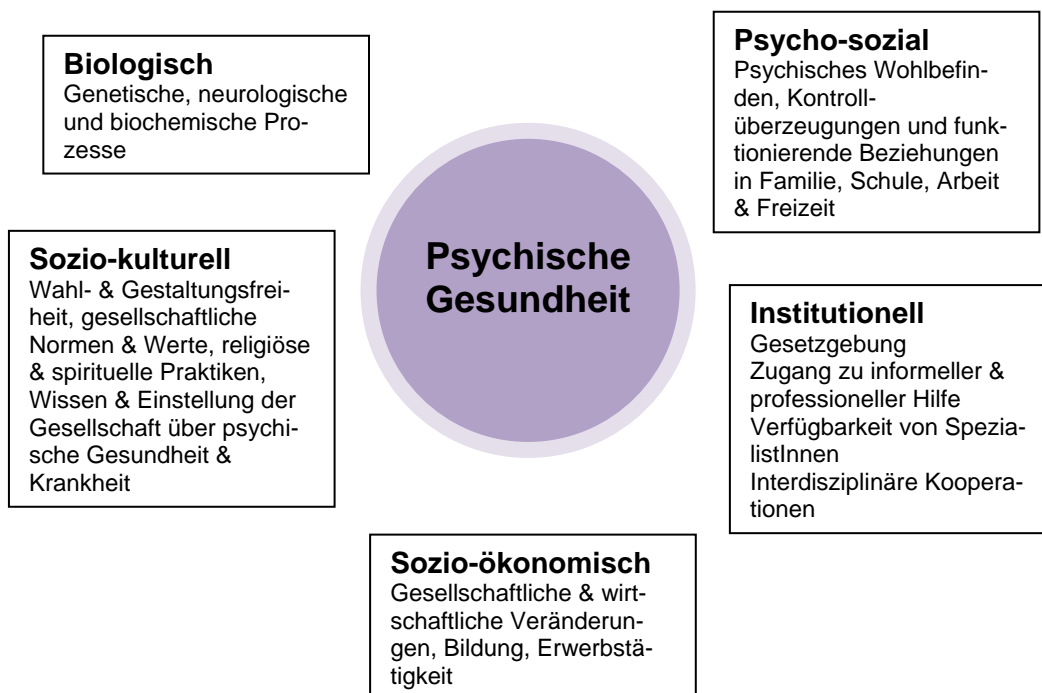 Biologisch
Genetische, neurologische
und biochemische Pro-
zesse
Psycho-sozial
Psychisches Wohlbefin-
den, Kontroll-
überzeugungen und funk-
tionierende Beziehungen
in Familie, Schule, Arbeit
& Freizeit
Psychische
Gesundheit
Sozio-kulturell
Wahl- & Gestaltungsfrei-
heit, gesellschaftliche
Normen & Werte, religiöse
& spirituelle Praktiken,
Wissen & Einstellung der
Gesellschaft über psychi-
sche Gesundheit &
Krankheit
Institutionell
Gesetzgebung
Zugang zu informeller &
professioneller Hilfe
Verfügbarkeit von Spezia-
listInnen
Interdisziplinäre Koopera-
tionen
Sozio-ökonomisch
Gesellschaftliche & wirt-
schaftliche Veränderun-
gen, Bildung, Erwerbstä-
tigkeit